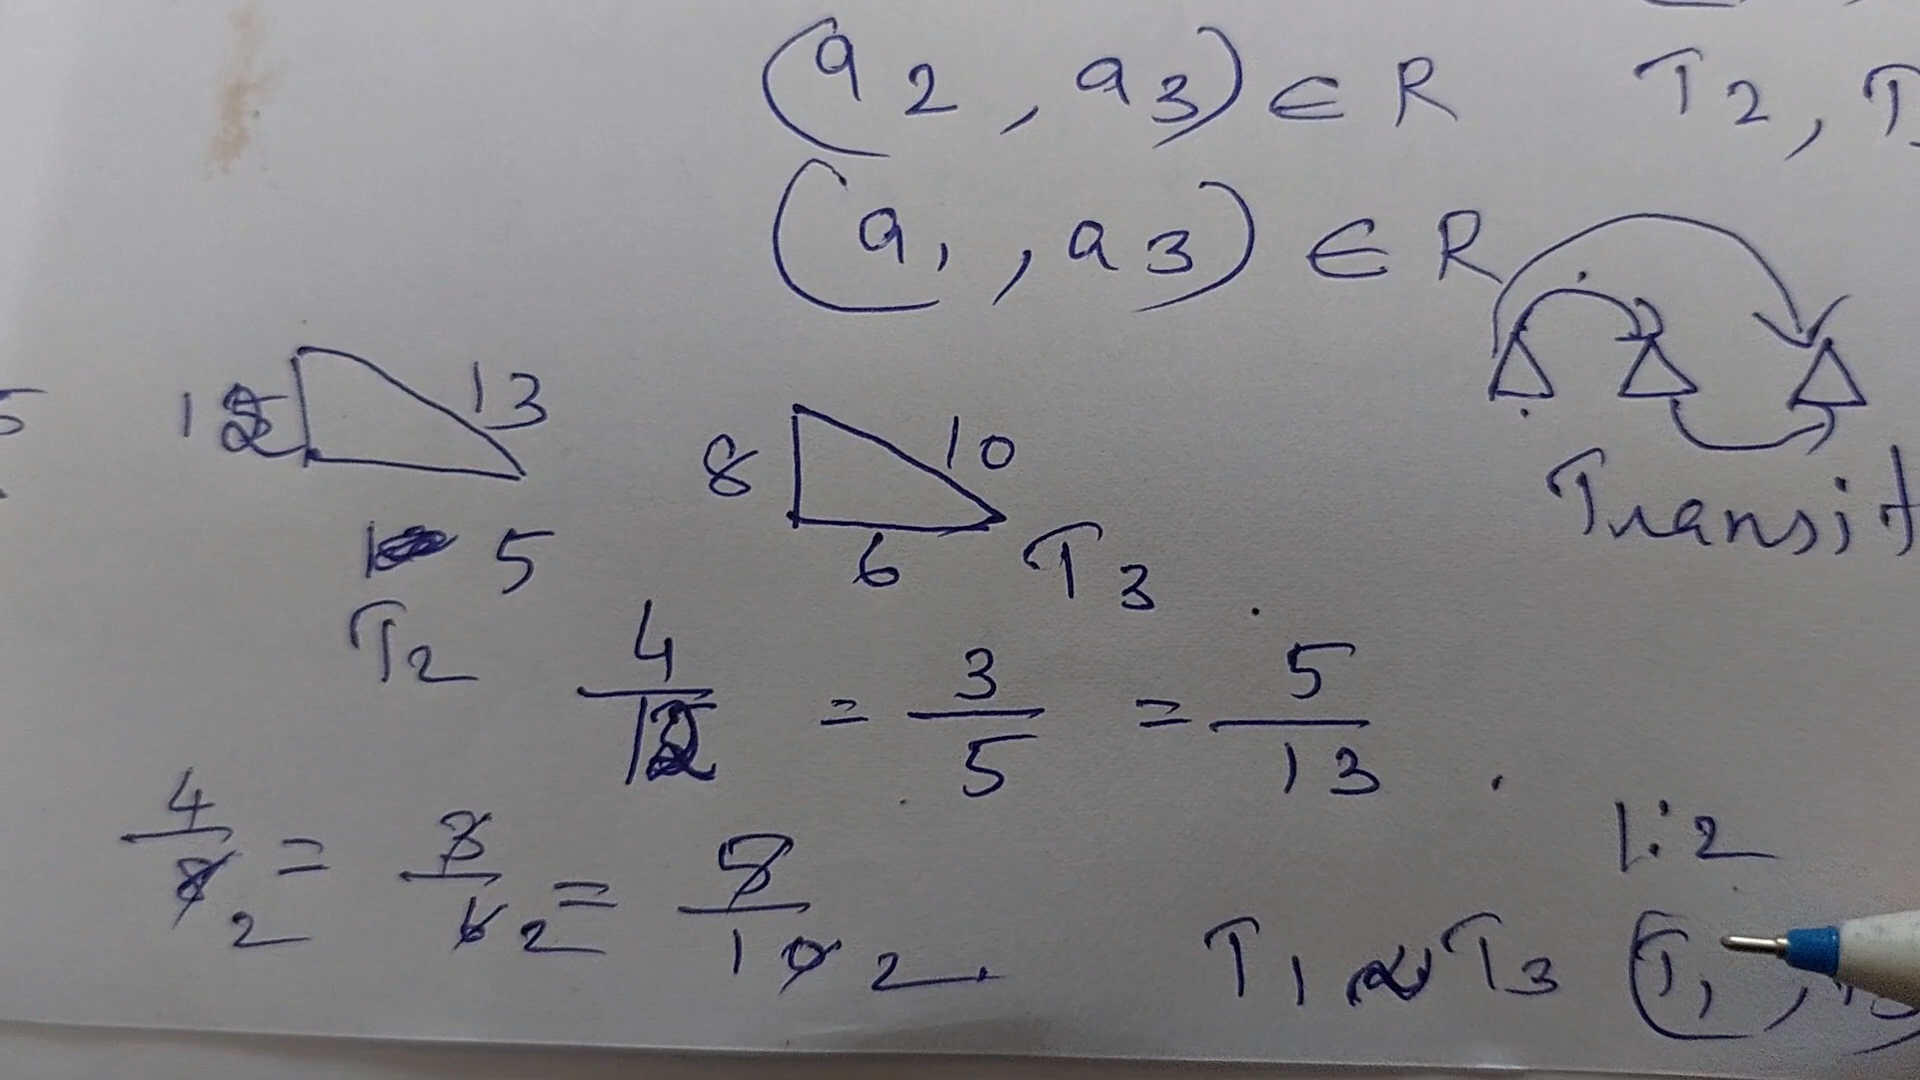 (a2, a3) ∈ R T2,
(a1, a3) ∈ R
12 13
5
T2
8 10
6 T3
4/12 = 3/5 = 5/13
4/8 2 = 3/6 2 = 5/10 2
1:2
T1 ~ T3 (T1,